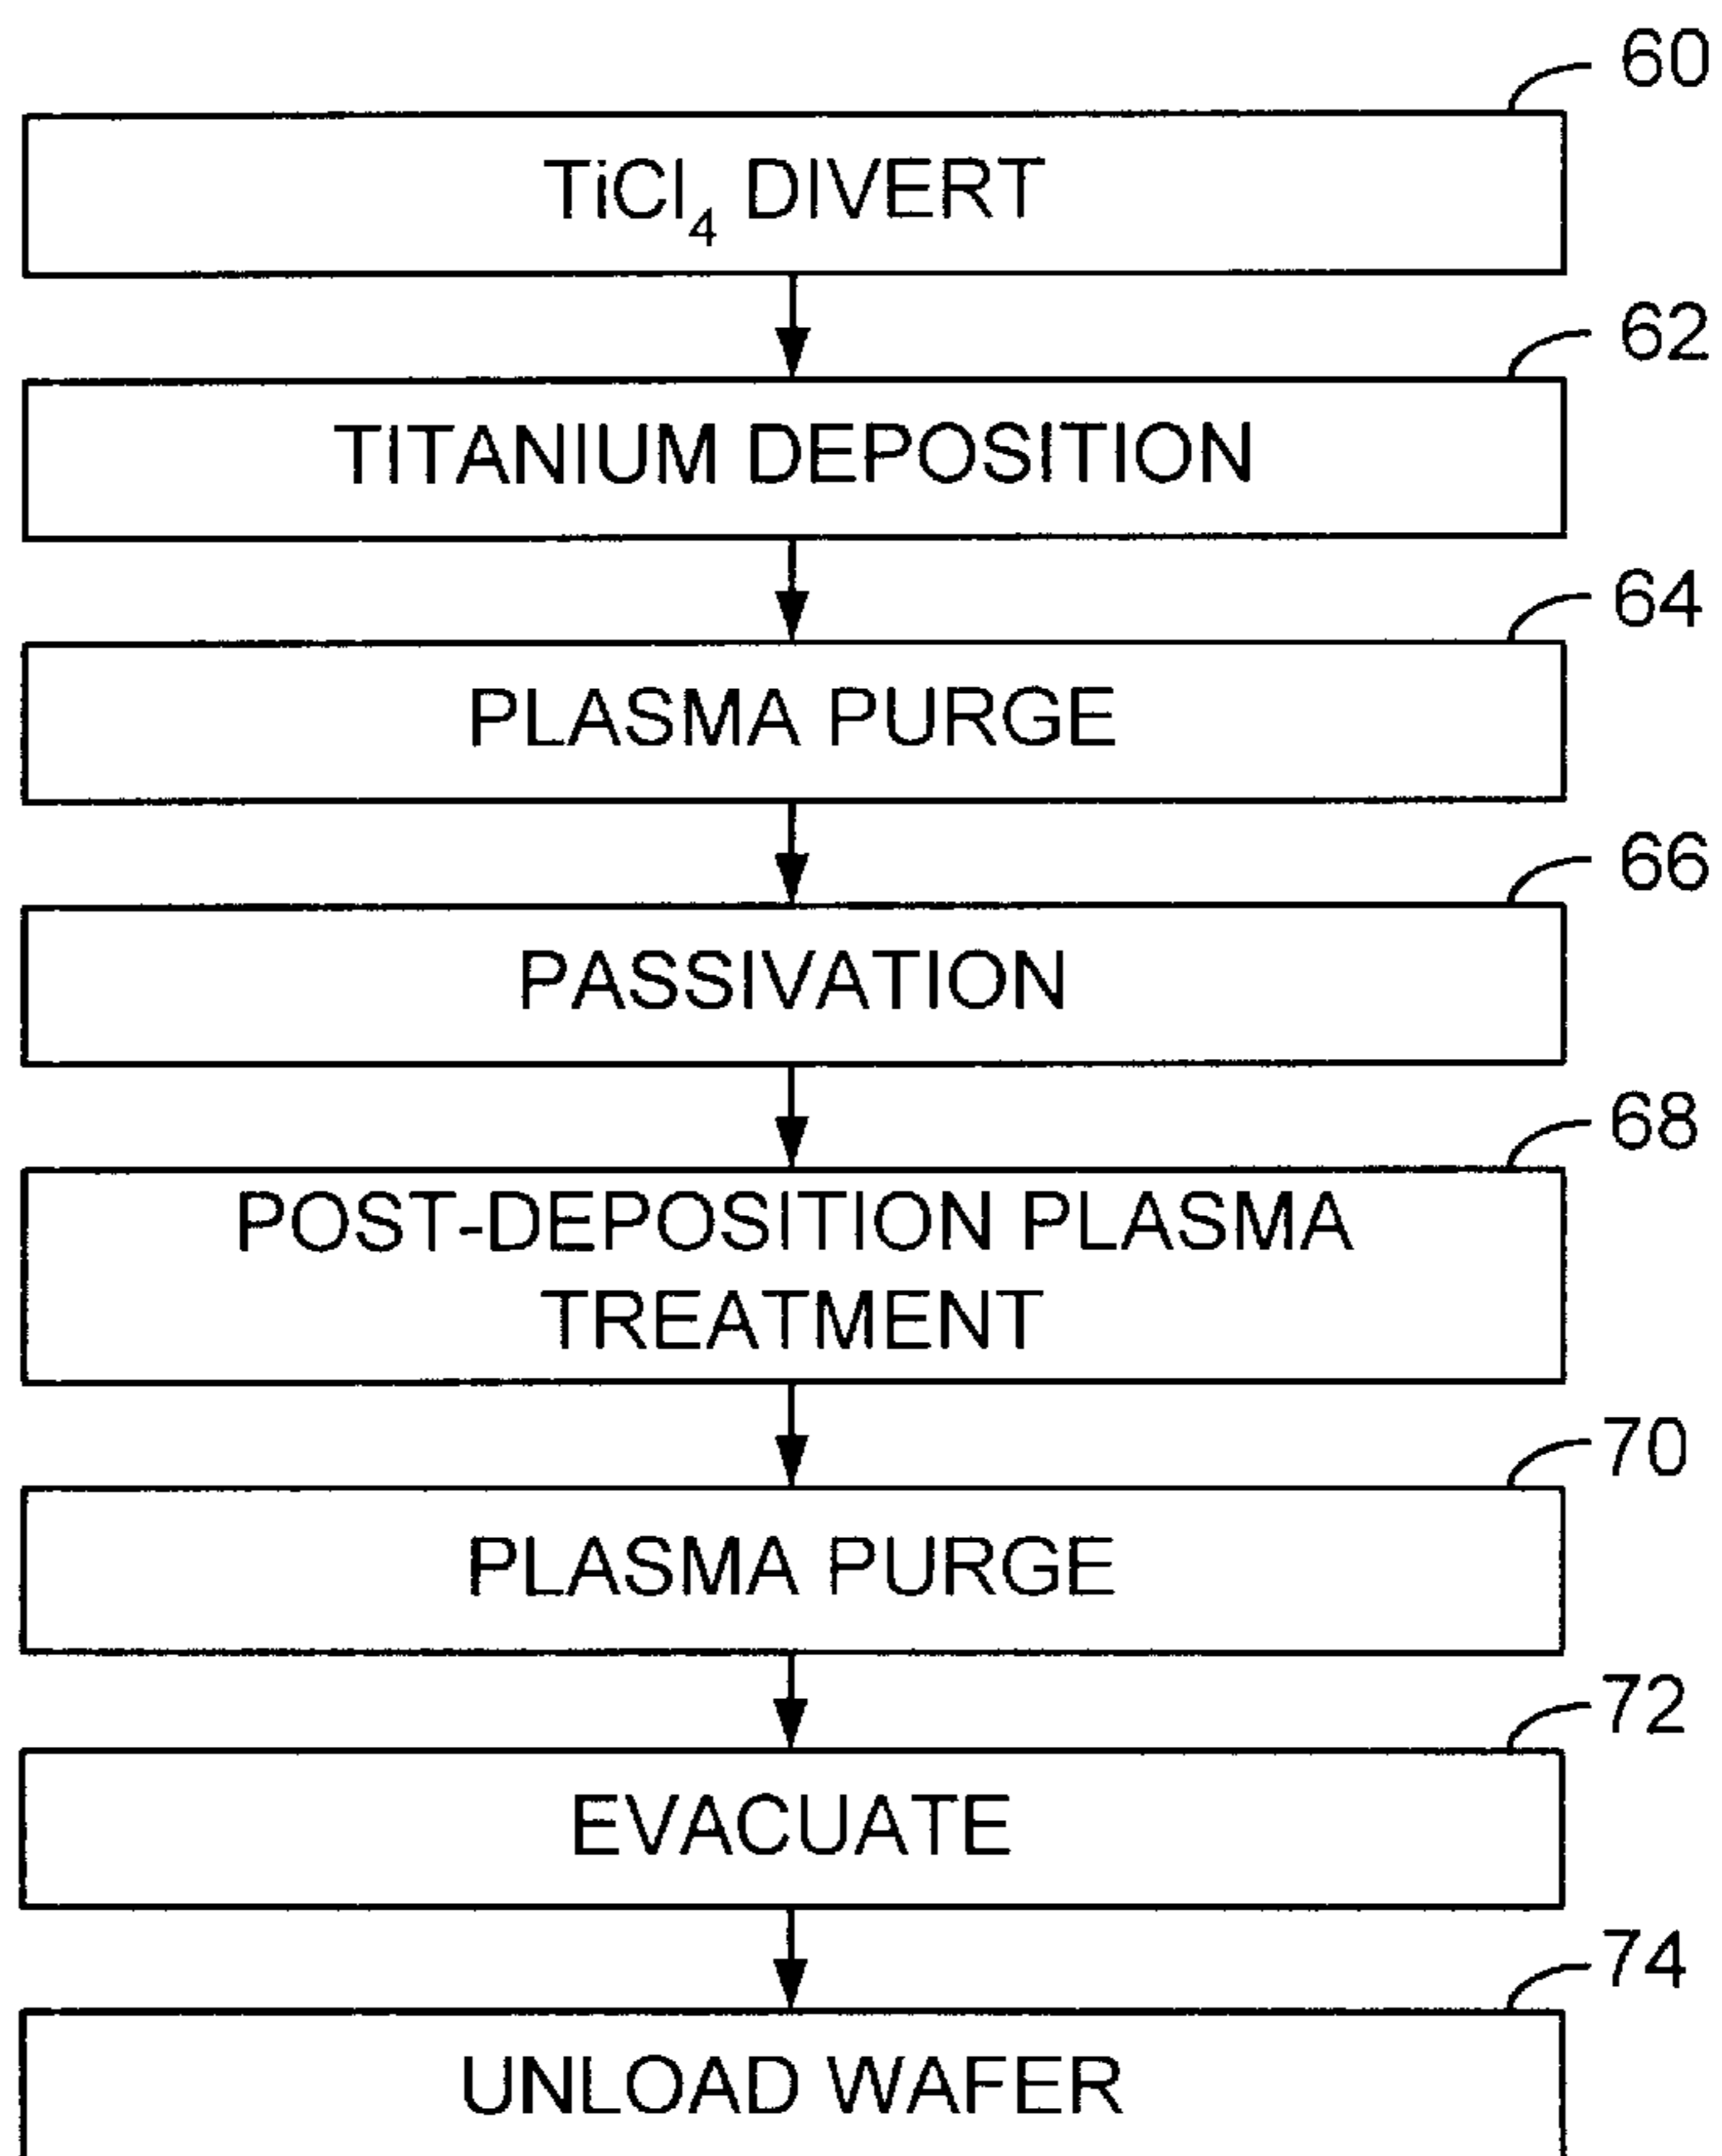 60
TiCl₄ DIVERT
62
TITANIUM DEPOSITION
64
PLASMA PURGE
66
PASSIVATION
68
POST-DEPOSITION PLASMA
TREATMENT
70
PLASMA PURGE
72
EVACUATE
74
UNLOAD WAFER